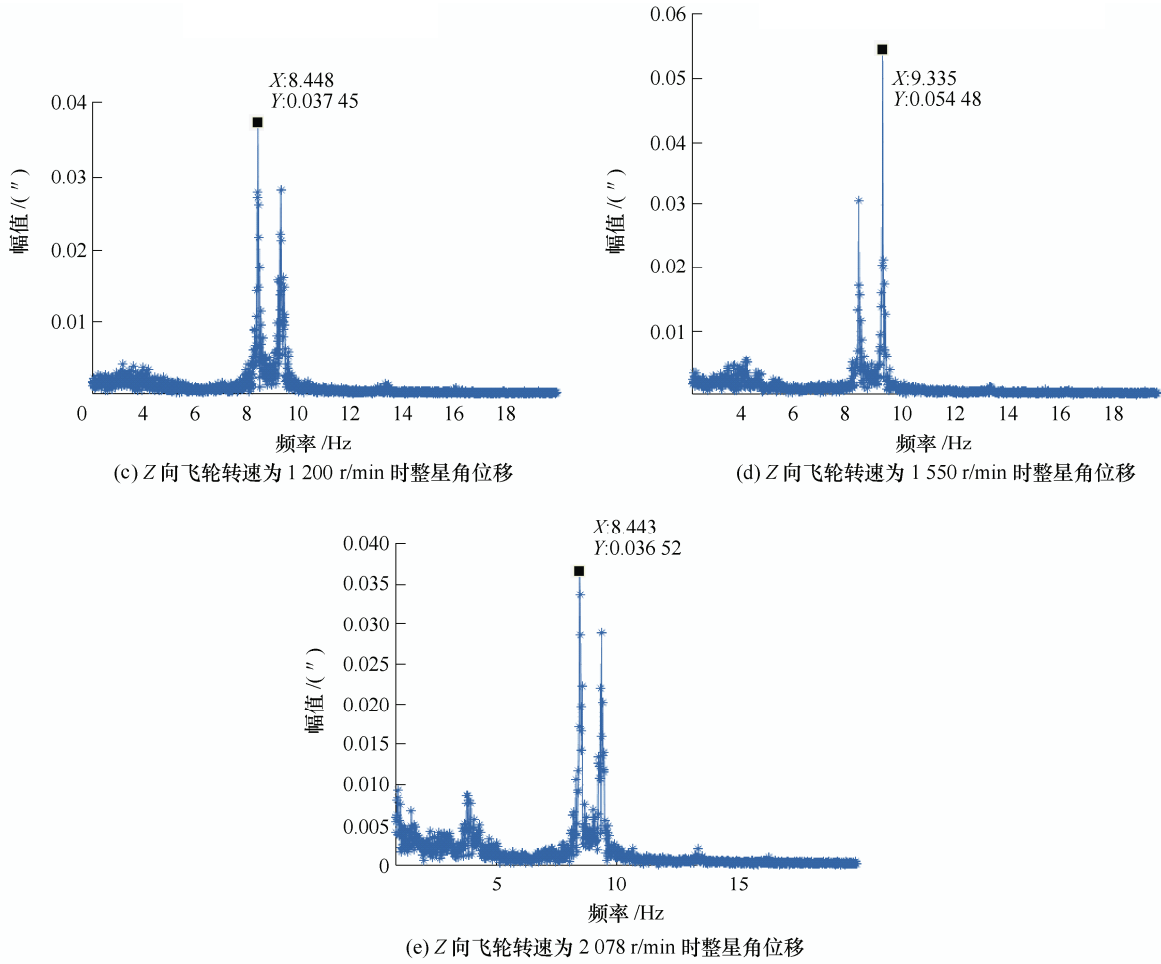 X:8.448
Y:0.037 45
0.04
0.03
0.02
0.01
幅值 /(″)
0 4 6 8 10 12 14 16 18
频率 /Hz
(c) Z 向飞轮转速为 1 200 r/min 时整星角位移
0.06
X:9.335
Y:0.054 48
0.05
0.04
0.03
0.02
0.01
幅值 /(″)
4 6 8 10 12 14 16 18
频率 /Hz
(d) Z 向飞轮转速为 1 550 r/min 时整星角位移
X:8.443
Y:0.036 52
0.040
0.035
0.030
0.025
0.020
0.015
0.010
0.005
0
幅值 /(″)
5 10 15
频率 /Hz
(e) Z 向飞轮转速为 2 078 r/min 时整星角位移